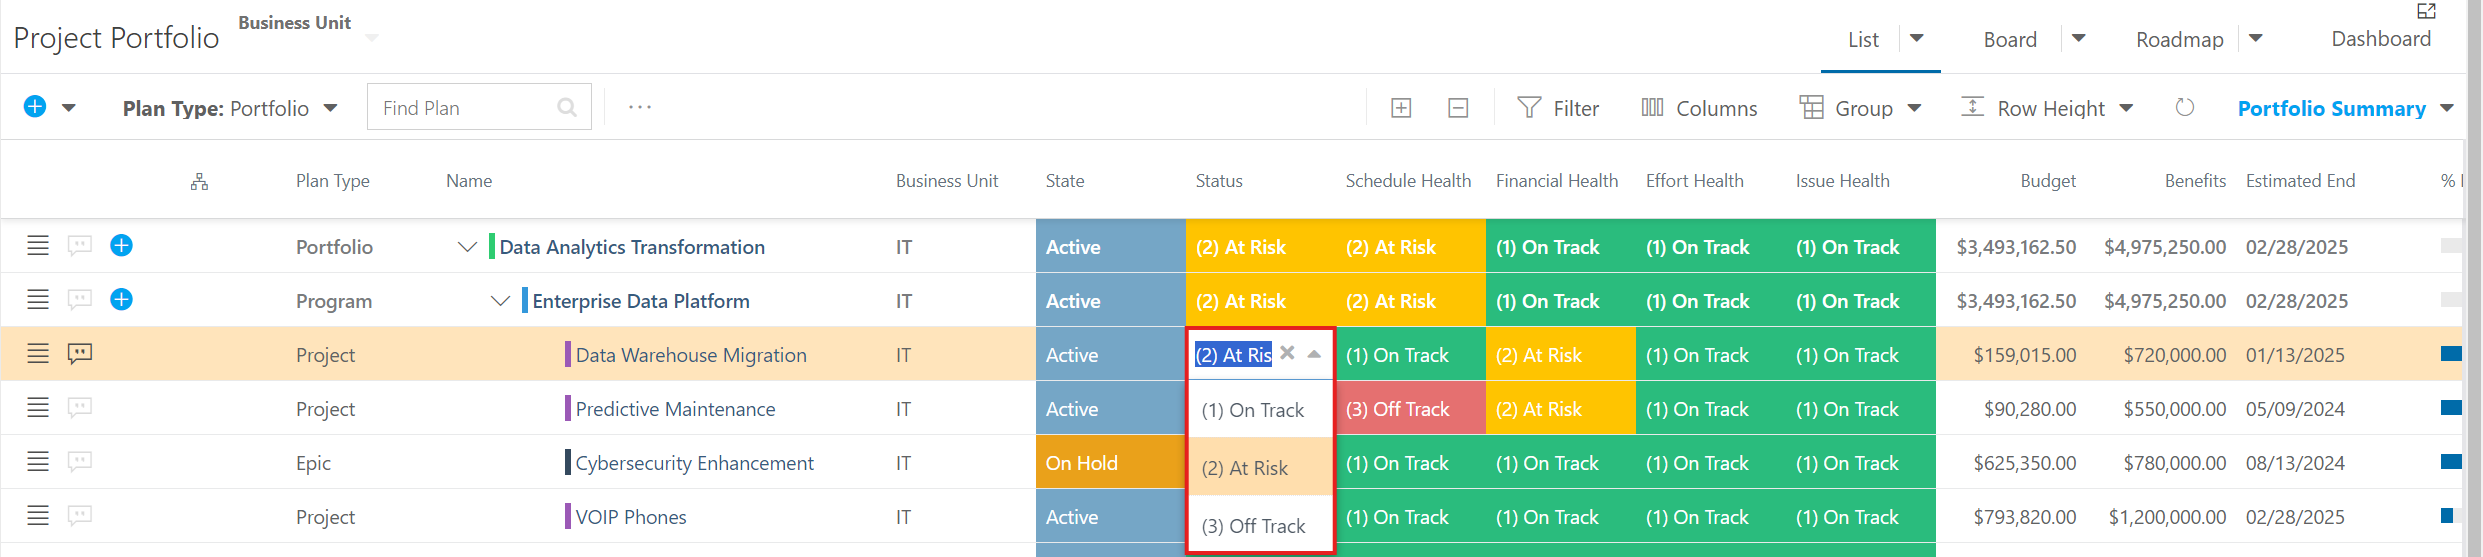 Project Portfolio
Business Unit
List
Board
Roadmap
Dashboard
Plan Type: Portfolio
Find Plan
Filter
Columns
Group
Row Height
Portfolio Summary
Plan Type Name Business Unit State Status Schedule Health Financial Health Effort Health Issue Health Budget Benefits Estimated End %
Portfolio Data Analytics Transformation IT Active (2) At Risk (2) At Risk (1) On Track (1) On Track (1) On Track $3,493,162.50 $4,975,250.00 02/28/2025
Program Enterprise Data Platform IT Active (2) At Risk (2) At Risk (1) On Track (1) On Track (1) On Track $3,493,162.50 $4,975,250.00 02/28/2025
Project Data Warehouse Migration IT Active (2) At Ris (1) On Track (2) At Risk (1) On Track (1) On Track $159,015.00 $720,000.00 01/13/2025
Project Predictive Maintenance IT Active (1) On Track (3) Off Track (2) At Risk (1) On Track (1) On Track $90,280.00 $550,000.00 05/09/2024
Epic Cybersecurity Enhancement IT On Hold (2) At Risk (1) On Track (1) On Track (1) On Track (1) On Track $625,350.00 $780,000.00 08/13/2024
Project VOIP Phones IT Active (3) Off Track (1) On Track (1) On Track (1) On Track (1) On Track $793,820.00 $1,200,000.00 02/28/2025